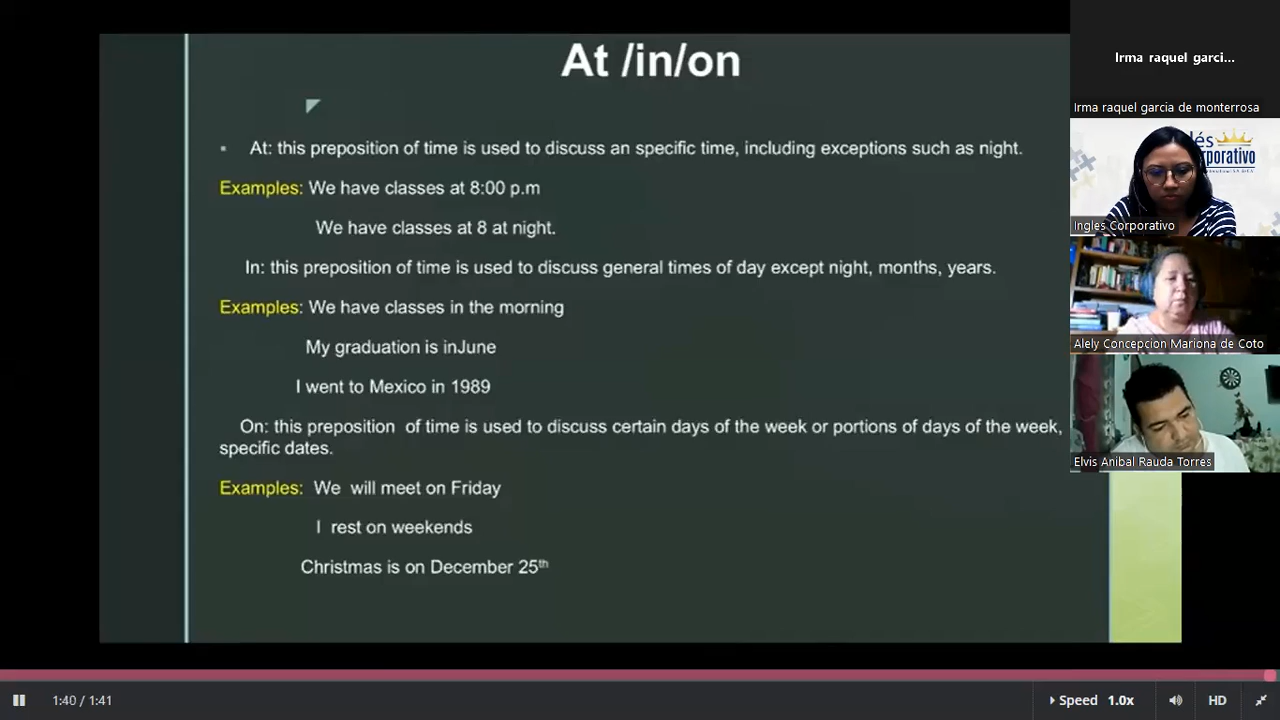 At /in/on
▪ At: this preposition of time is used to discuss an specific time, including exceptions such as night.
Examples: We have classes at 8:00 p.m
We have classes at 8 at night.
In: this preposition of time is used to discuss general times of day except night, months, years.
Examples: We have classes in the morning
My graduation is inJune
I went to Mexico in 1989
On: this preposition of time is used to discuss certain days of the week or portions of days of the week,
specific dates.
Examples: We will meet on Friday
I rest on weekends
Christmas is on December 25th
Irma raquel garci...
Irma raquel garcia de monterrosa
Ingles Corporativo
Alely Concepcion Mariona de Coto
Elvis Anibal Rauda Torres
1:40 / 1:41
Speed 1.0x
HD